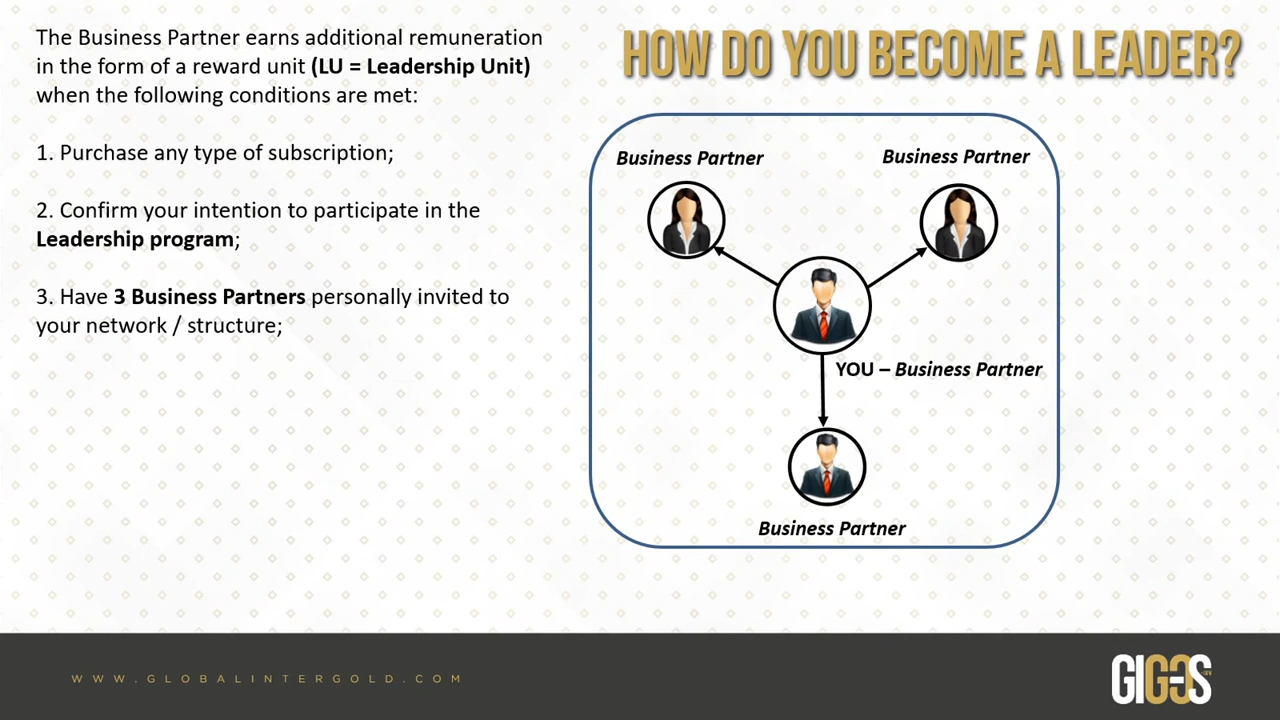 The Business Partner earns additional remuneration
in the form of a reward unit (LU = Leadership Unit)
when the following conditions are met:
1. Purchase any type of subscription;
2. Confirm your intention to participate in the
Leadership program;
3. Have 3 Business Partners personally invited to
your network / structure;
HOW DO YOU BECOME A LEADER?
Business Partner
Business Partner
YOU – Business Partner
Business Partner
WWW.GLOBALINTERGOLD.COM